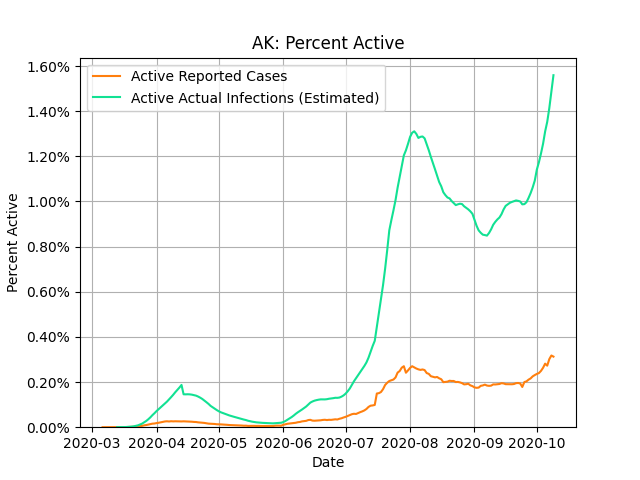 AK: Percent Active
Active Reported Cases
Active Actual Infections (Estimated)
Percent Active
1.60%
1.40%
1.20%
1.00%
0.80%
0.60%
0.40%
0.20%
0.00%
2020-03 2020-04 2020-05 2020-06 2020-07 2020-08 2020-09 2020-10
Date